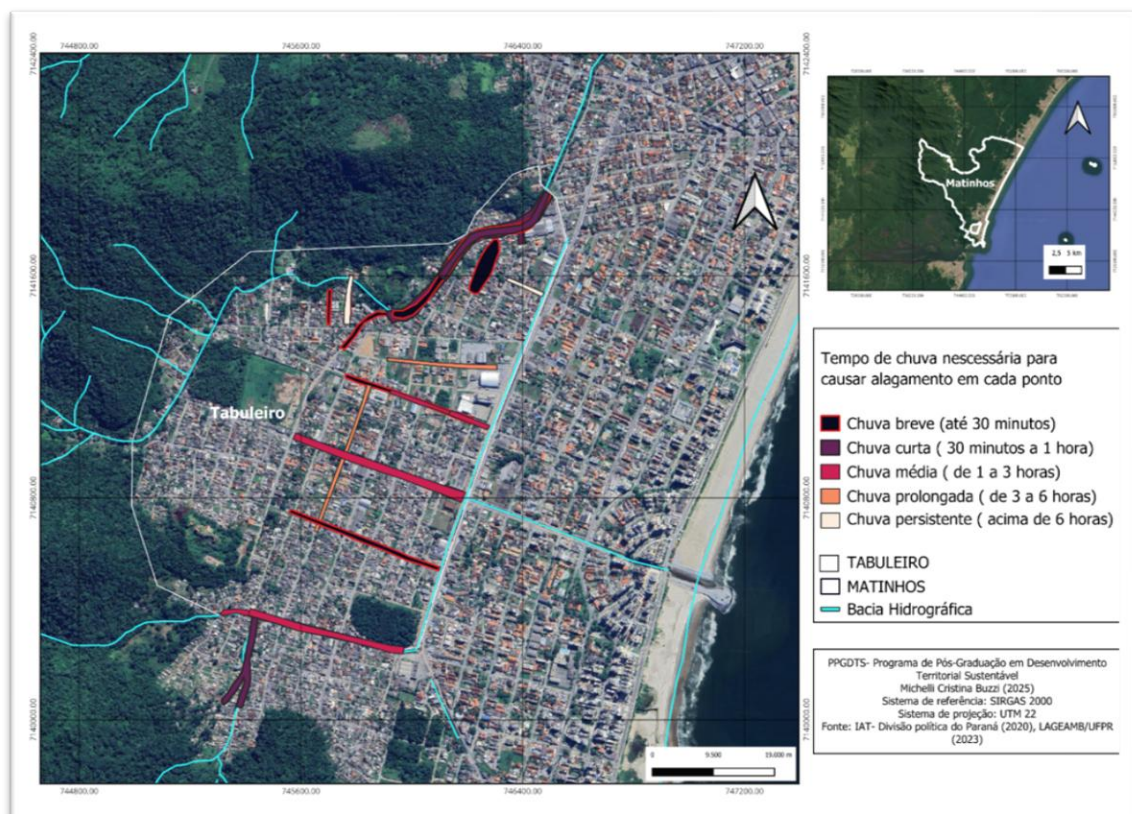 744800.00
745600.00
746400.00
747200.00
7142400.00
7142400.00
7141600.00
7141600.00
7140800.00
7140800.00
7140000.00
7140000.00
Tabuleiro
0
9.500
19.000 m
744800.00
745600.00
746400.00
747200.00
Matinhos
2,5
5 km
Tempo de chuva nescessária para
causar alagamento em cada ponto
Chuva breve (até 30 minutos)
Chuva curta ( 30 minutos a 1 hora)
Chuva média ( de 1 a 3 horas)
Chuva prolongada ( de 3 a 6 horas)
Chuva persistente ( acima de 6 horas)
TABULEIRO
MATINHOS
Bacia Hidrográfica
PPGDTS- Programa de Pós-Graduação em Desenvolvimento
Territorial Sustentável
Michelli Cristina Buzzi (2025)
Sistema de referência: SIRGAS 2000
Sistema de projeção: UTM 22
Fonte: IAT- Divisão política do Paraná (2020), LAGEAMB/UFPR
(2023)